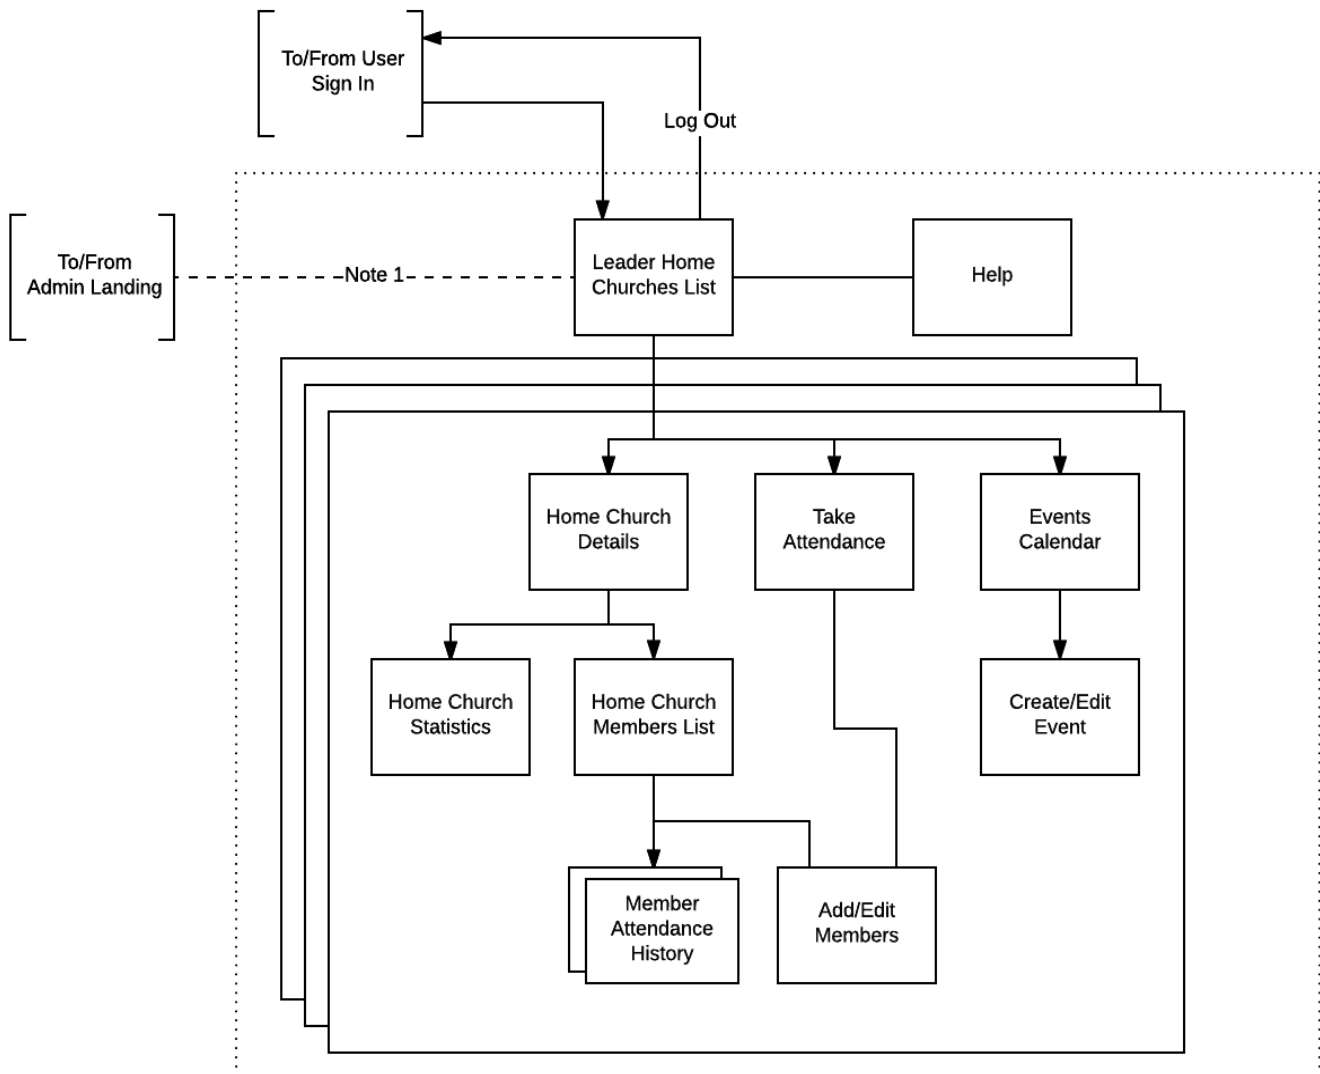 To/From User
Sign In
Log Out
To/From
Admin Landing
Note 1
Leader Home
Churches List
Help
Home Church
Details
Take
Attendance
Events
Calendar
Home Church
Statistics
Home Church
Members List
Create/Edit
Event
Member
Attendance
History
Add/Edit
Members